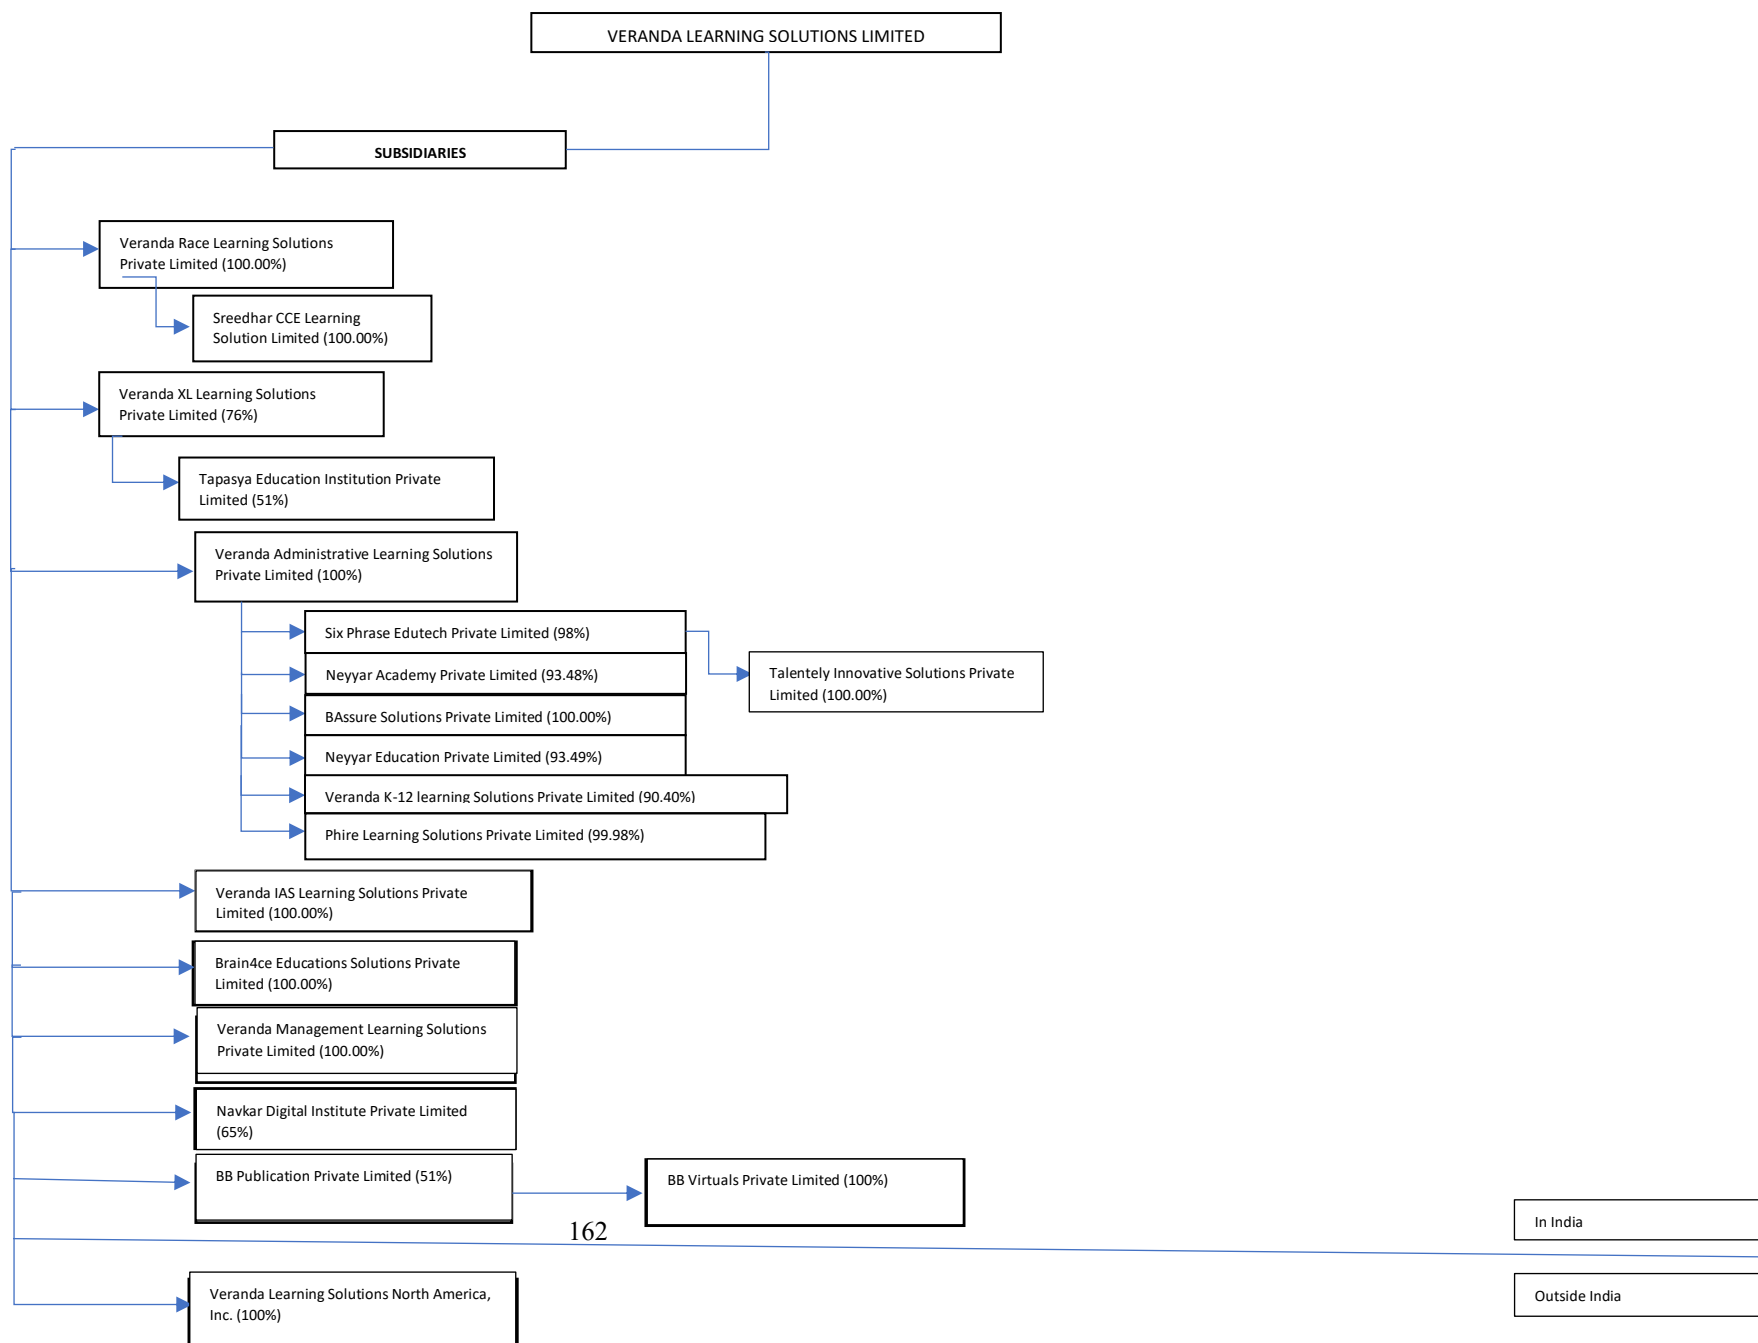 VERANDA LEARNING SOLUTIONS LIMITED
SUBSIDIARIES
Veranda Race Learning Solutions
Private Limited (100.00%)
Sreedhar CCE Learning
Solution Limited (100.00%)
Veranda XL Learning Solutions
Private Limited (76%)
Tapasya Education Institution Private
Limited (51%)
Veranda Administrative Learning Solutions
Private Limited (100%)
Six Phrase Edutech Private Limited (98%)
Neyyar Academy Private Limited (93.48%)
Talentely Innovative Solutions Private
Limited (100.00%)
BAssure Solutions Private Limited (100.00%)
Neyyar Education Private Limited (93.49%)
Veranda K-12 learning Solutions Private Limited (90.40%)
Phire Learning Solutions Private Limited (99.98%)
Veranda IAS Learning Solutions Private
Limited (100.00%)
Brain4ce Educations Solutions Private
Limited (100.00%)
Veranda Management Learning Solutions
Private Limited (100.00%)
Navkar Digital Institute Private Limited
(65%)
BB Publication Private Limited (51%)
BB Virtuals Private Limited (100%)
162
In India
Veranda Learning Solutions North America,
Inc. (100%)
Outside India